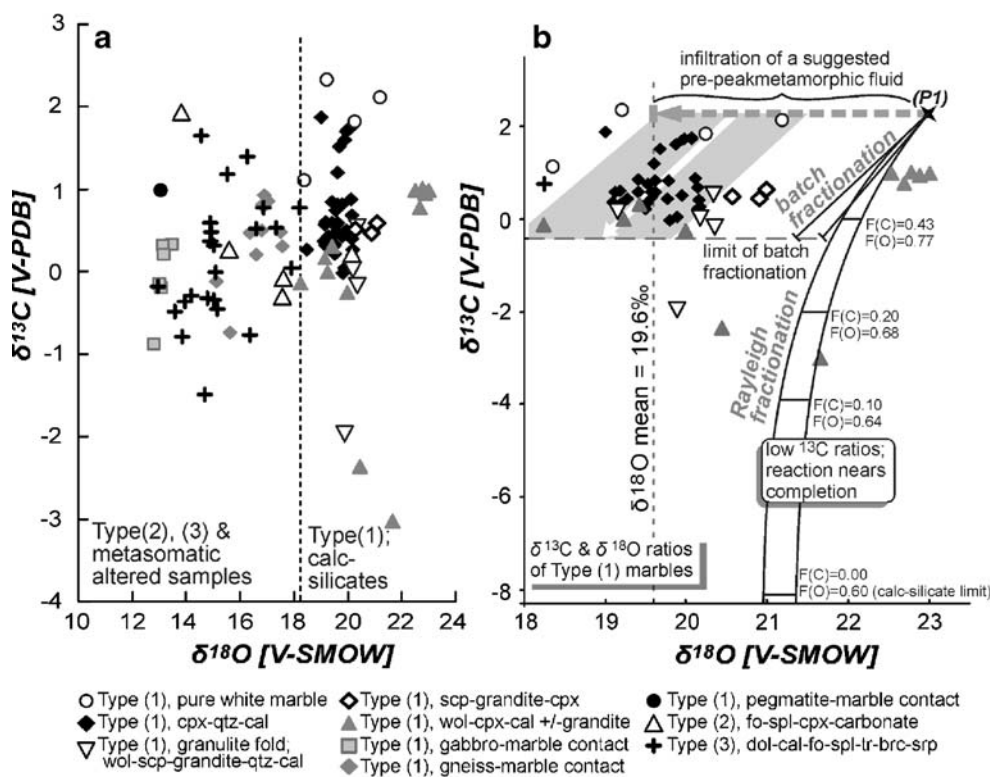 a
3
2
1
0
-1
-2
-3
-4
δ¹³C [V-PDB]
10 12 14 16 18 20 22 24
δ¹⁸O [V-SMOW]
Type(2), (3) &
metasomatic
altered samples
Type(1);
calc-
silicates
b
infiltration of a suggested
pre-peakmetamorphic fluid
(P1)
2
0
-2
-4
-6
-8
δ¹³C [V-PDB]
batch
fractionation
limit of batch
fractionation
Rayleigh
fractionation
δ¹⁸O mean = 19.6‰
F(C)=0.43
F(O)=0.77
F(C)=0.20
F(O)=0.68
F(C)=0.10
F(O)=0.64
low ¹³C ratios;
reaction nears
completion
δ¹³C & δ¹⁸O ratios
of Type (1) marbles
F(C)=0.00
F(O)=0.60 (calc-silicate limit)
18 19 20 21 22 23
δ¹⁸O [V-SMOW]
Type (1), pure white marble
Type (1), cpx-qtz-cal
Type (1), granulite fold;
wol-scp-grandite-qtz-cal
Type (1), scp-grandite-cpx
Type (1), wol-cpx-cal +/-grandite
Type (1), gabbro-marble contact
Type (1), gneiss-marble contact
Type (1), pegmatite-marble contact
Type (2), fo-spl-cpx-carbonate
Type (3), dol-cal-fo-spl-tr-brc-srp